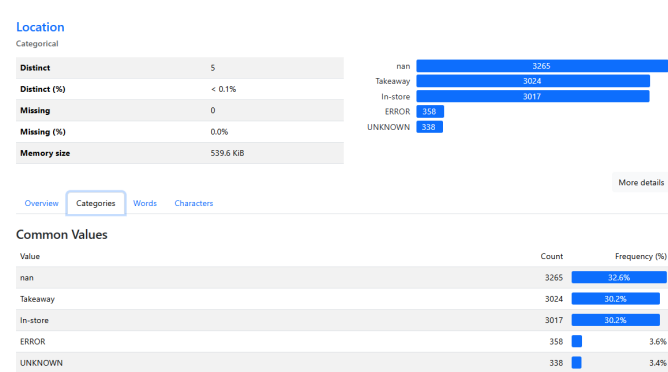 Location
Categorical
Distinct 5
Distinct (%) < 0.1%
Missing 0
Missing (%) 0.0%
Memory size 539.6 KiB
nan 3265
Takeaway 3024
In-store 3017
ERROR 358
UNKNOWN 338
More details
Overview Categories Words Characters
Common Values
Value Count Frequency (%)
nan 3265 32.6%
Takeaway 3024 30.2%
In-store 3017 30.2%
ERROR 358 3.6%
UNKNOWN 338 3.4%